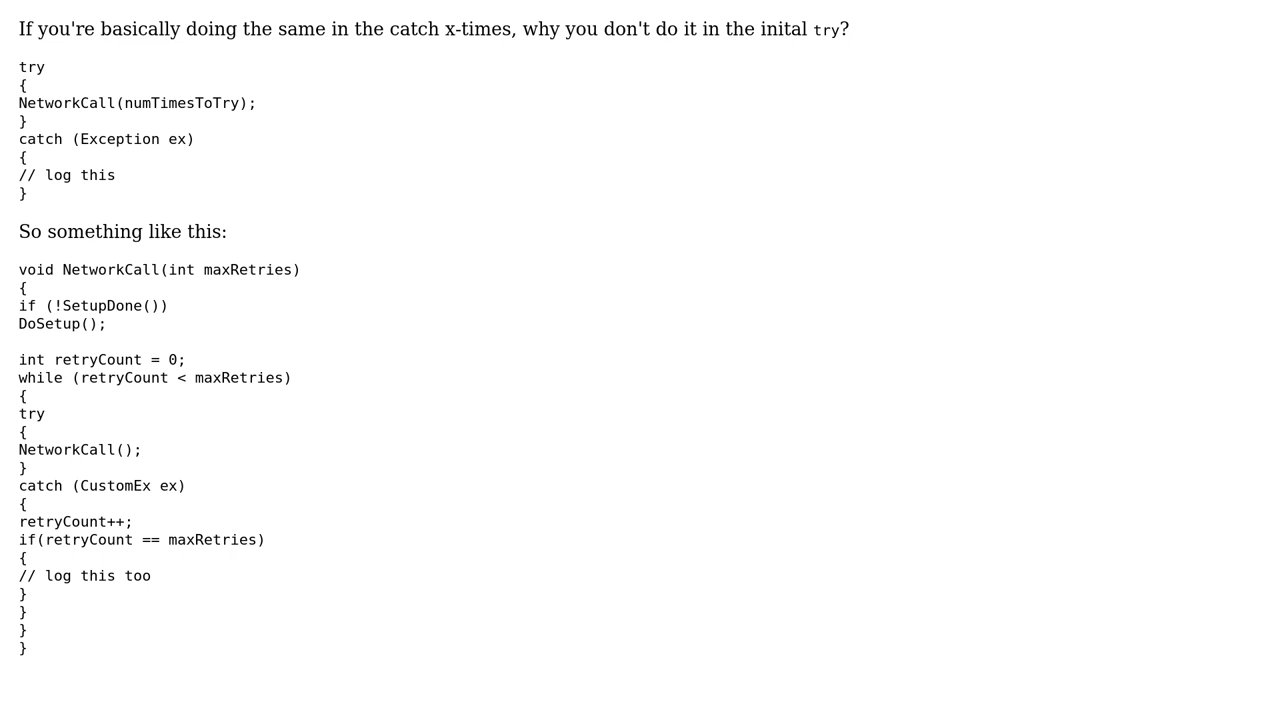 If you're basically doing the same in the catch x-times, why you don't do it in the inital try?
try
{
NetworkCall(numTimesToTry);
}
catch (Exception ex)
{
// log this
}
So something like this:
void NetworkCall(int maxRetries)
{
if (!SetupDone())
DoSetup();
int retryCount = 0;
while (retryCount < maxRetries)
{
try
{
NetworkCall();
}
catch (CustomEx ex)
{
retryCount++;
if(retryCount == maxRetries)
{
// log this too
}
}
}
}